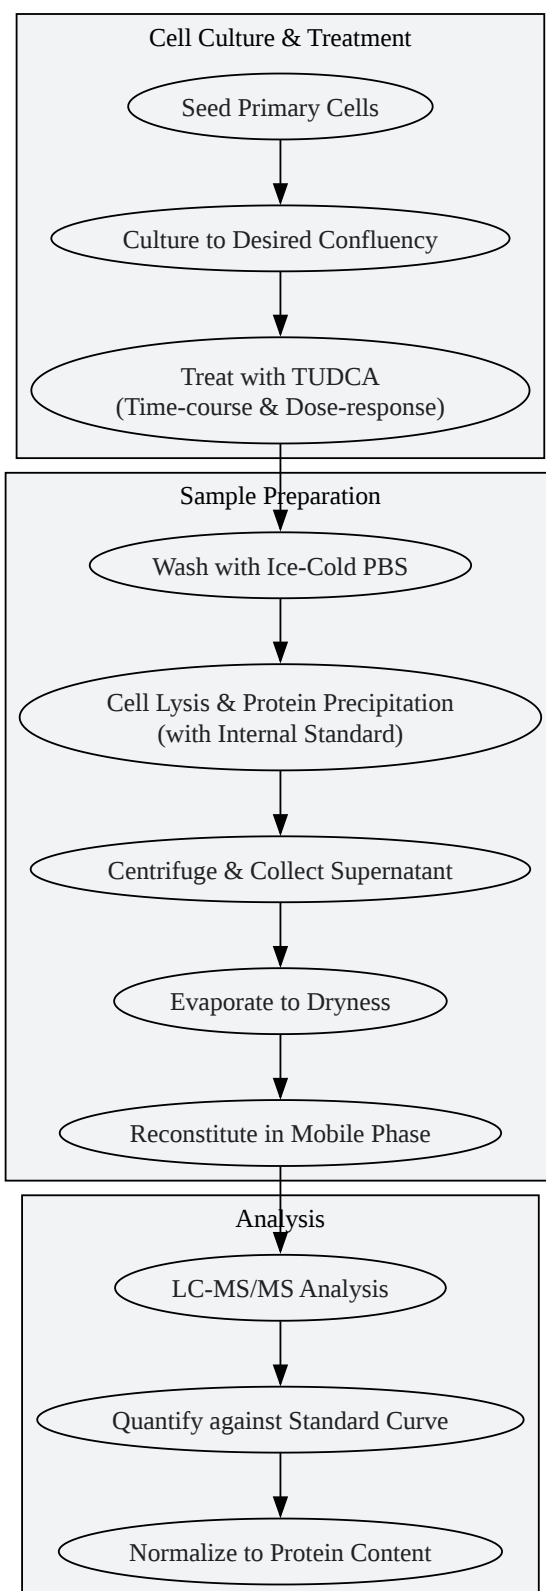 Cell Culture & Treatment
Seed Primary Cells
Culture to Desired Confluency
Treat with TUDCA
(Time-course & Dose-response)
Sample Preparation
Wash with Ice-Cold PBS
Cell Lysis & Protein Precipitation
(with Internal Standard)
Centrifuge & Collect Supernatant
Evaporate to Dryness
Reconstitute in Mobile Phase
Analysis
LC-MS/MS Analysis
Quantify against Standard Curve
Normalize to Protein Content